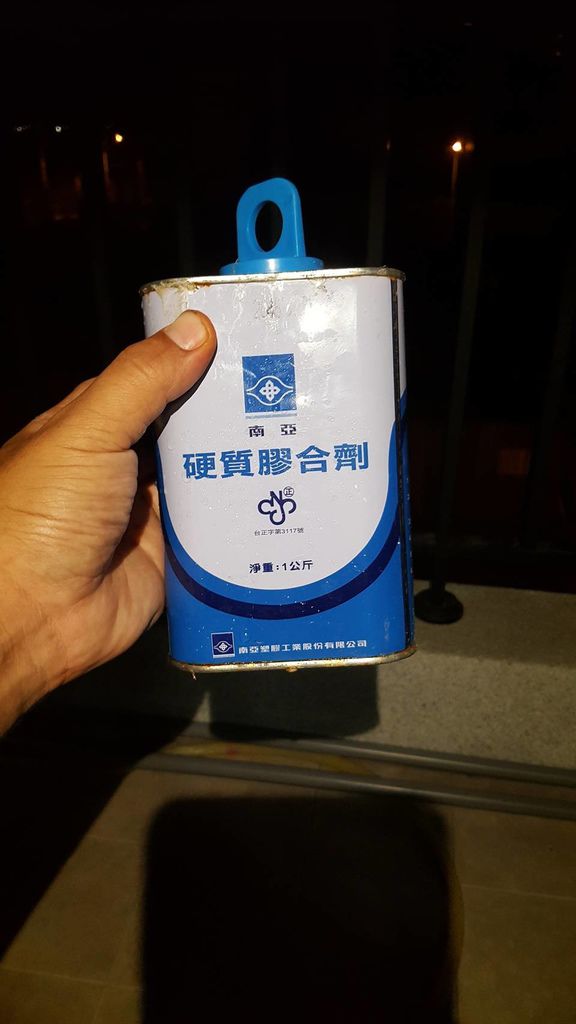 南亞
硬質膠合劑
正
台正字第3117號
淨重:1公斤
南亞塑膠工業股份有限公司